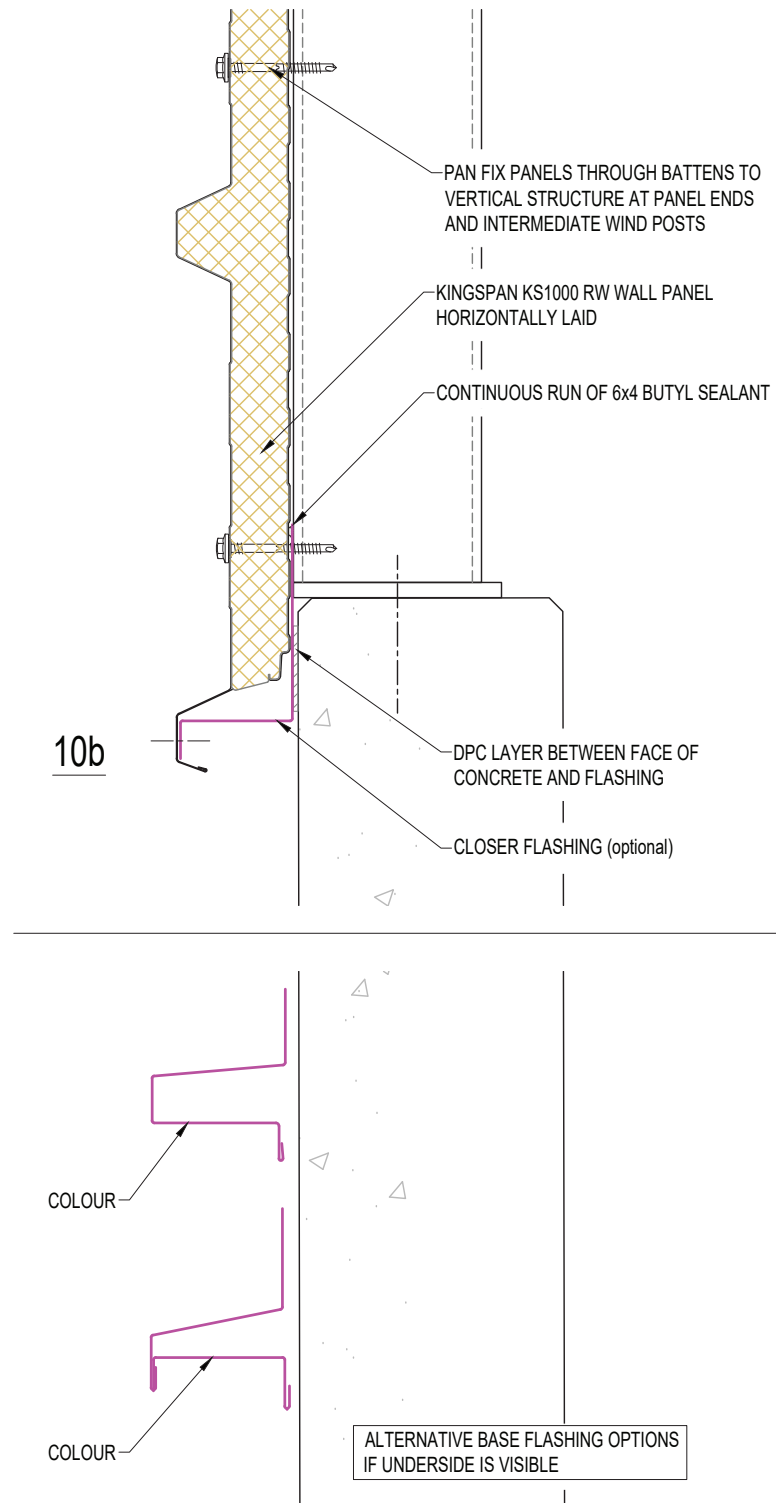 PAN FIX PANELS THROUGH BATTENS TO
VERTICAL STRUCTURE AT PANEL ENDS
AND INTERMEDIATE WIND POSTS
KINGSPAN KS1000 RW WALL PANEL
HORIZONTALLY LAID
CONTINUOUS RUN OF 6x4 BUTYL SEALANT
10b
DPC LAYER BETWEEN FACE OF
CONCRETE AND FLASHING
CLOSER FLASHING (optional)
COLOUR
COLOUR
ALTERNATIVE BASE FLASHING OPTIONS
IF UNDERSIDE IS VISIBLE